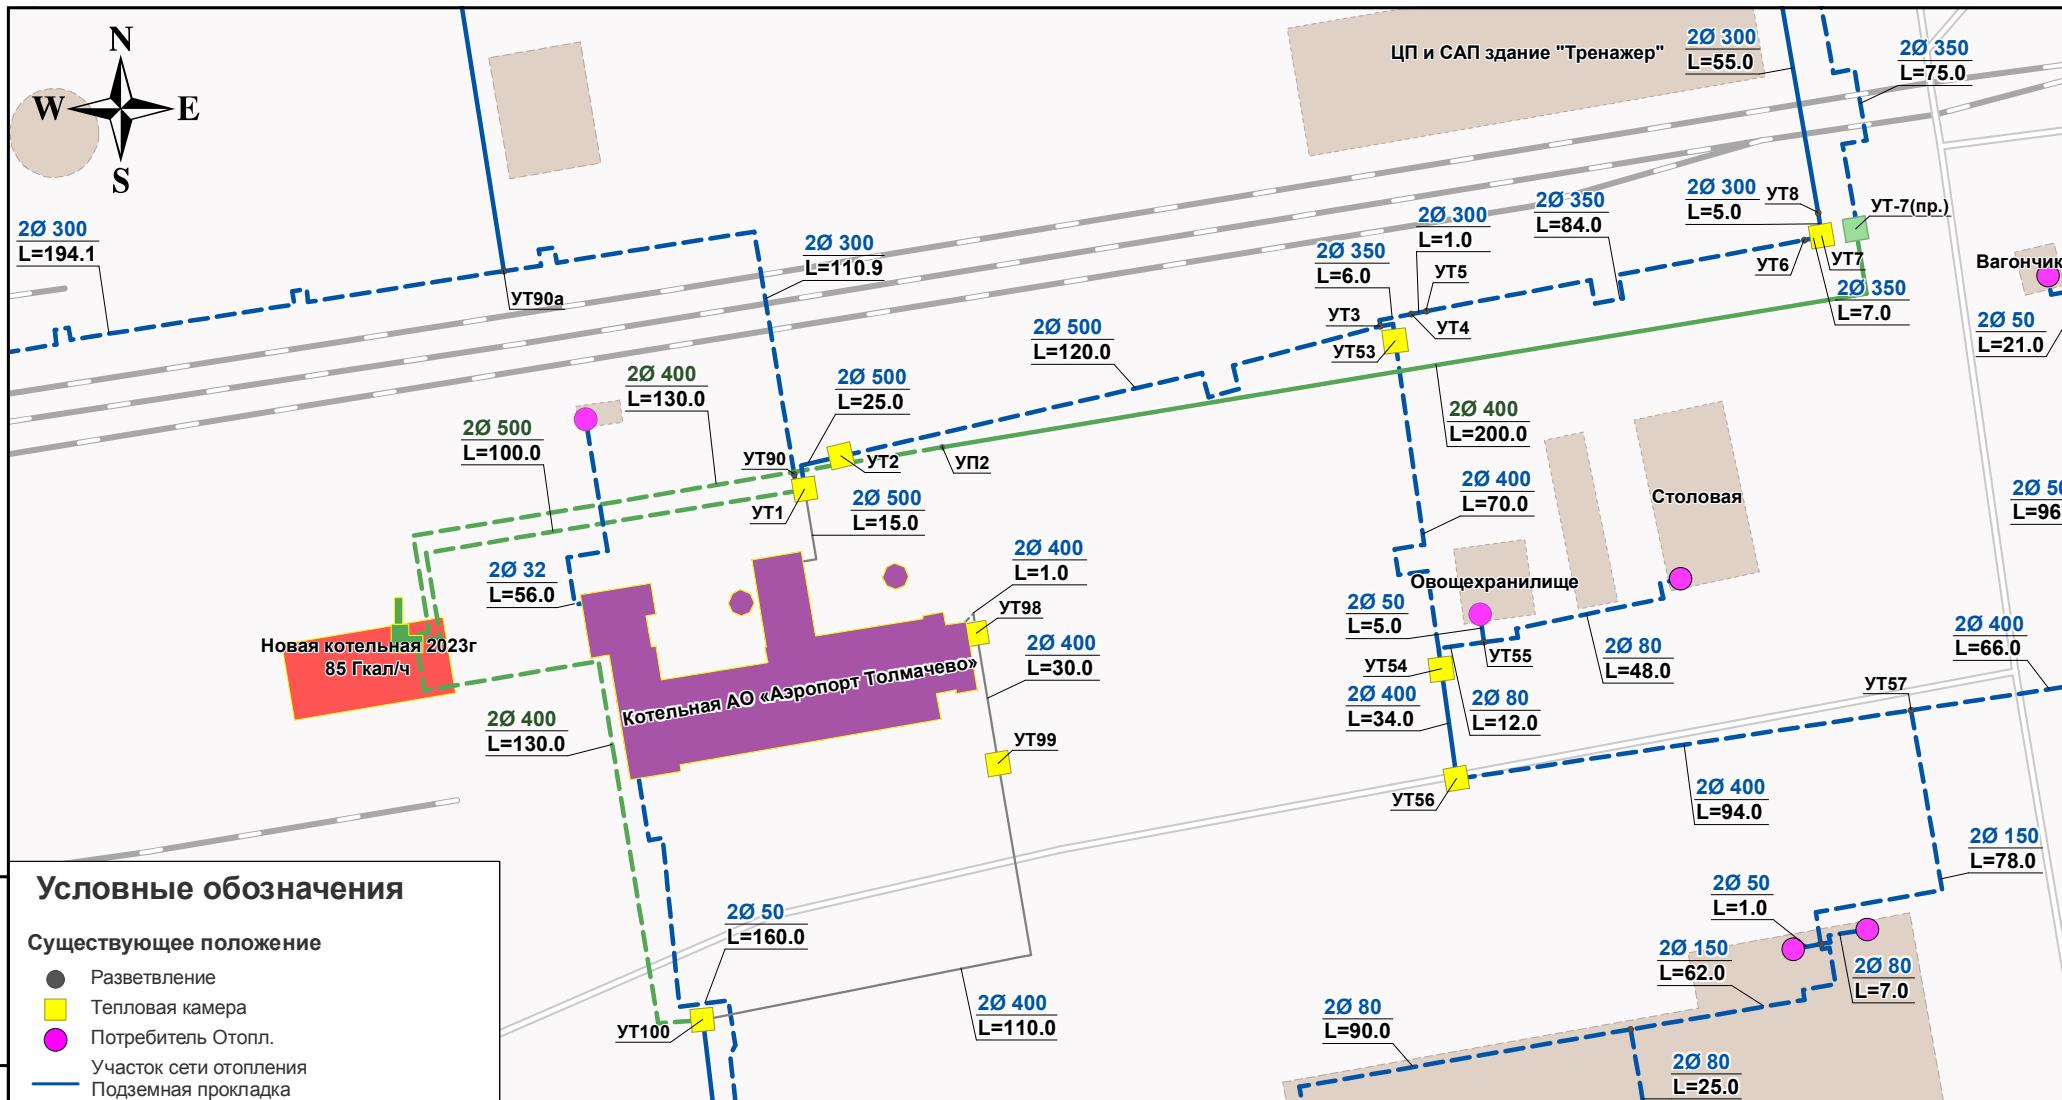 N
W
E
S
ЦП и САП здание "Тренажер"
2Ø 300
L=55.0
2Ø 350
L=75.0
2Ø 300
L=194.1
УТ90а
2Ø 300
L=110.9
2Ø 350
L=6.0
2Ø 300
L=1.0
2Ø 350
L=84.0
2Ø 300
L=5.0
УТ8
УТ-7(пр.)
УТ5
УТ6
УТ7
Вагончик
УТ3
УТ4
УТ53
2Ø 350
L=7.0
2Ø 50
L=21.0
2Ø 500
L=120.0
2Ø 400
L=130.0
2Ø 500
L=25.0
2Ø 400
L=200.0
2Ø 500
L=100.0
УТ90
УТ2
УП2
УТ1
2Ø 500
L=15.0
2Ø 400
L=70.0
Столовая
2Ø 50
L=96
2Ø 32
L=56.0
2Ø 400
L=1.0
УТ98
Овощехранилище
2Ø 50
L=5.0
УТ55
2Ø 80
L=48.0
2Ø 400
L=66.0
Новая котельная 2023г
85 Гкал/ч
Котельная АО «Аэропорт Толмачево»
2Ø 400
L=30.0
УТ54
2Ø 400
L=34.0
2Ø 80
L=12.0
УТ57
2Ø 400
L=130.0
УТ99
УТ56
2Ø 400
L=94.0
2Ø 150
L=78.0
2Ø 50
L=1.0
2Ø 50
L=160.0
2Ø 150
L=62.0
2Ø 80
L=7.0
УТ100
2Ø 400
L=110.0
2Ø 80
L=90.0
2Ø 80
L=25.0
Условные обозначения
Существующее положение
Разветвление
Тепловая камера
Потребитель Отопл.
Участок сети отопления
Подземная прокладка